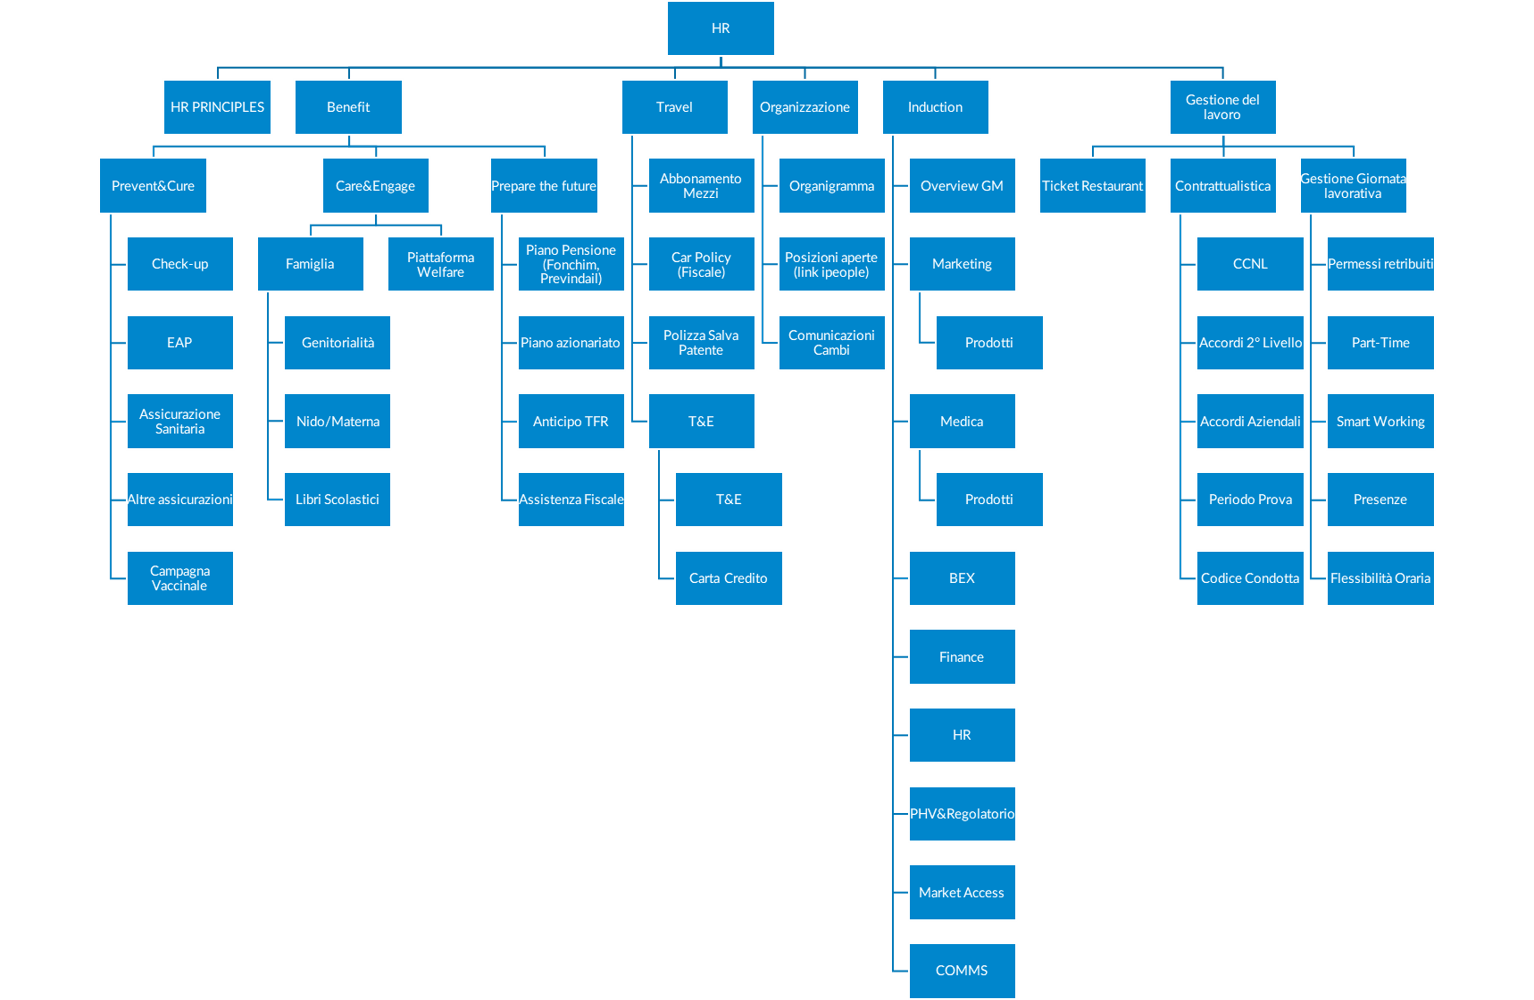 HR
HR PRINCIPLES
Benefit
Travel
Organizzazione
Induction
Gestione del
lavoro
Prevent&Cure
Care&Engage
Prepare the future
Abbonamento
Mezzi
Organigramma
Overview GM
Ticket Restaurant
Contrattualistica
Gestione Giornata
lavorativa
Check-up
Famiglia
Piattaforma
Welfare
Piano Pensione
(Fonchim,
Previndail)
Car Policy
(Fiscale)
Posizioni aperte
(link ipeople)
Marketing
CCNL
Permessi retribuiti
EAP
Genitorialità
Piano azionariato
Polizza Salva
Patente
Comunicazioni
Cambi
Prodotti
Accordi 2° Livello
Part-Time
Assicurazione
Sanitaria
Nido/Materna
Anticipo TFR
T&E
Medica
Accordi Aziendali
Smart Working
Altre assicurazioni
Libri Scolastici
Assistenza Fiscale
T&E
Prodotti
Periodo Prova
Presenze
Campagna
Vaccinale
Carta Credito
BEX
Codice Condotta
Flessibilità Oraria
Finance
HR
PHV&Regolatorio
Market Access
COMMS